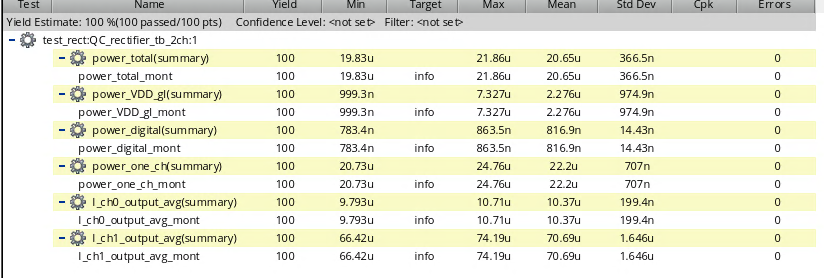 Test Name Yield Min Target Max Mean Std Dev Cpk Errors
Yield Estimate: 100 %(100 passed/100 pts) Confidence Level: <not set> Filter: <not set>
test_rect:QC_rectifier_tb_2ch:1
power_total(summary) 100 19.83u 21.86u 20.65u 366.5n 0
power_total_mont 100 19.83u info 21.86u 20.65u 366.5n 0
power_VDD_gl(summary) 100 999.3n 7.327u 2.276u 974.9n 0
power_VDD_gl_mont 100 999.3n info 7.327u 2.276u 974.9n 0
power_digital(summary) 100 783.4n 863.5n 816.9n 14.43n 0
power_digital_mont 100 783.4n info 863.5n 816.9n 14.43n 0
power_one_ch(summary) 100 20.73u 24.76u 22.2u 707n 0
power_one_ch_mont 100 20.73u info 24.76u 22.2u 707n 0
I_ch0_output_avg(summary) 100 9.793u 10.71u 10.37u 199.4n 0
I_ch0_output_avg_mont 100 9.793u info 10.71u 10.37u 199.4n 0
I_ch1_output_avg(summary) 100 66.42u 74.19u 70.69u 1.646u 0
I_ch1_output_avg_mont 100 66.42u info 74.19u 70.69u 1.646u 0